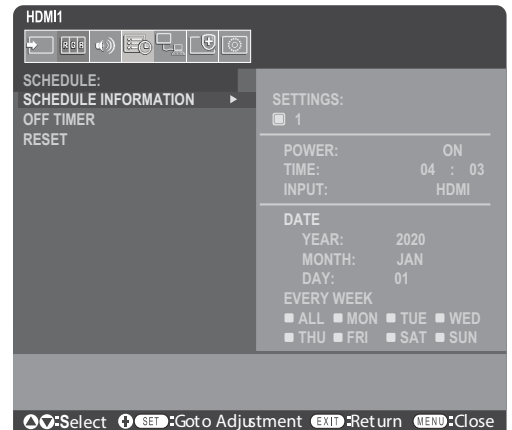 HDMI1
RGB
SCHEDULE:
SCHEDULE INFORMATION
OFF TIMER
RESET
SETTINGS:
1
POWER: ON
TIME: 04 : 03
INPUT: HDMI
DATE
YEAR: 2020
MONTH: JAN
DAY: 01
EVERY WEEK
ALL MON TUE WED
THU FRI SAT SUN
:Select SET :Goto Adjustment EXIT :Return MENU :Close